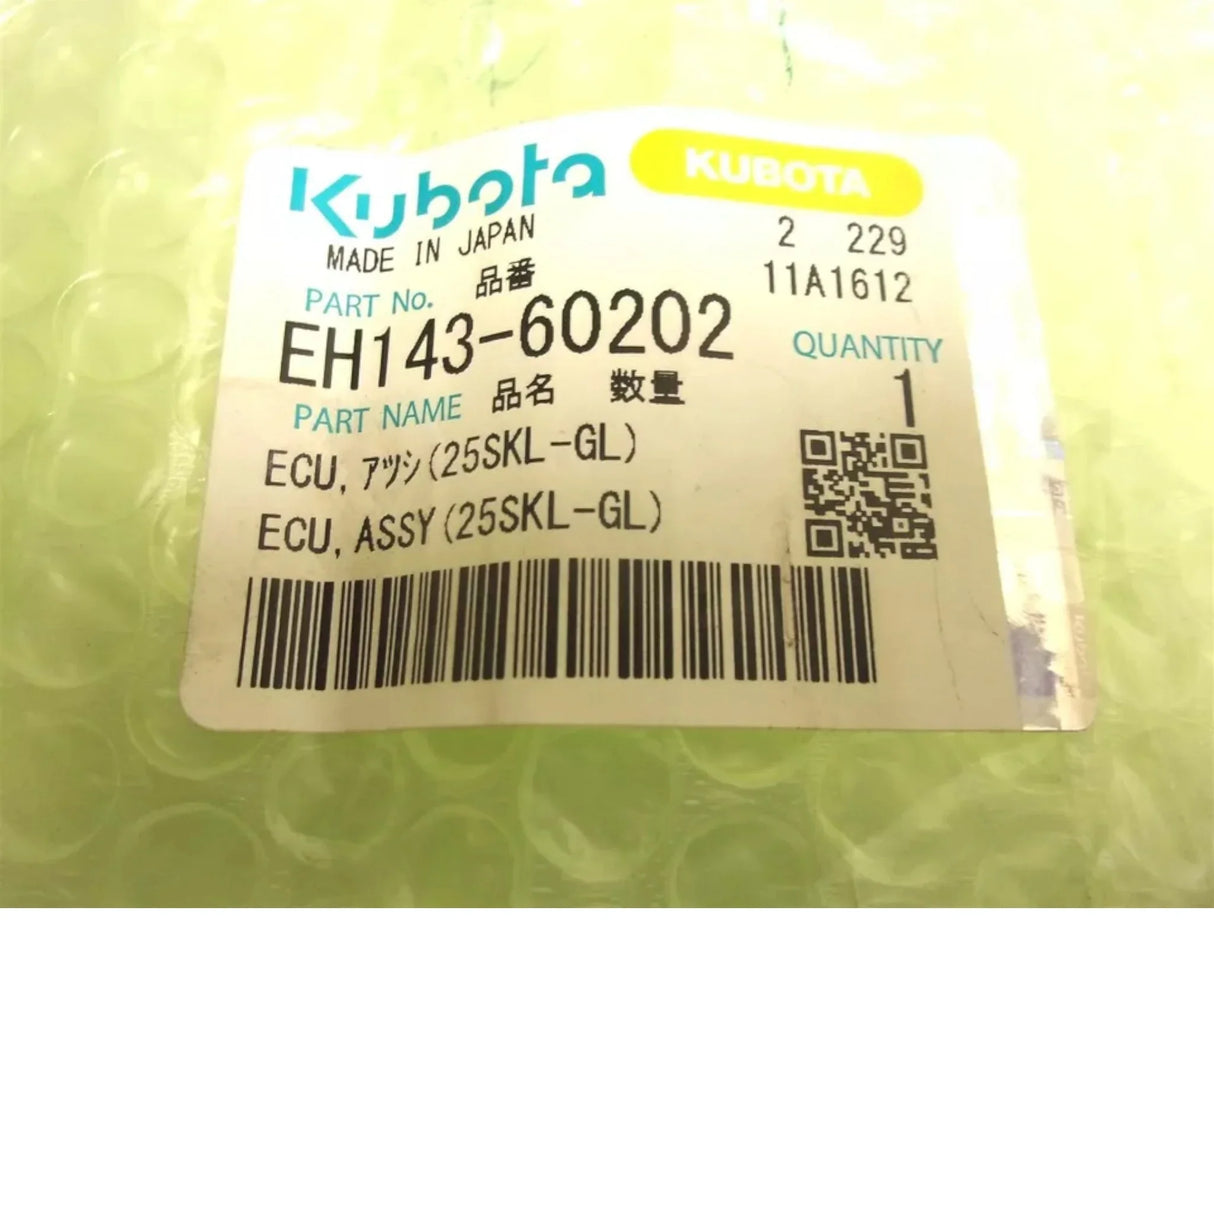 Kubota KUBOTA
MADE IN JAPAN
2 229
11A1612
PART No. 品番
EH143-60202
QUANTITY
1
PART NAME 品名 数量
ECU,アツシ(25SKL-GL)
ECU,ASSY(25SKL-GL)